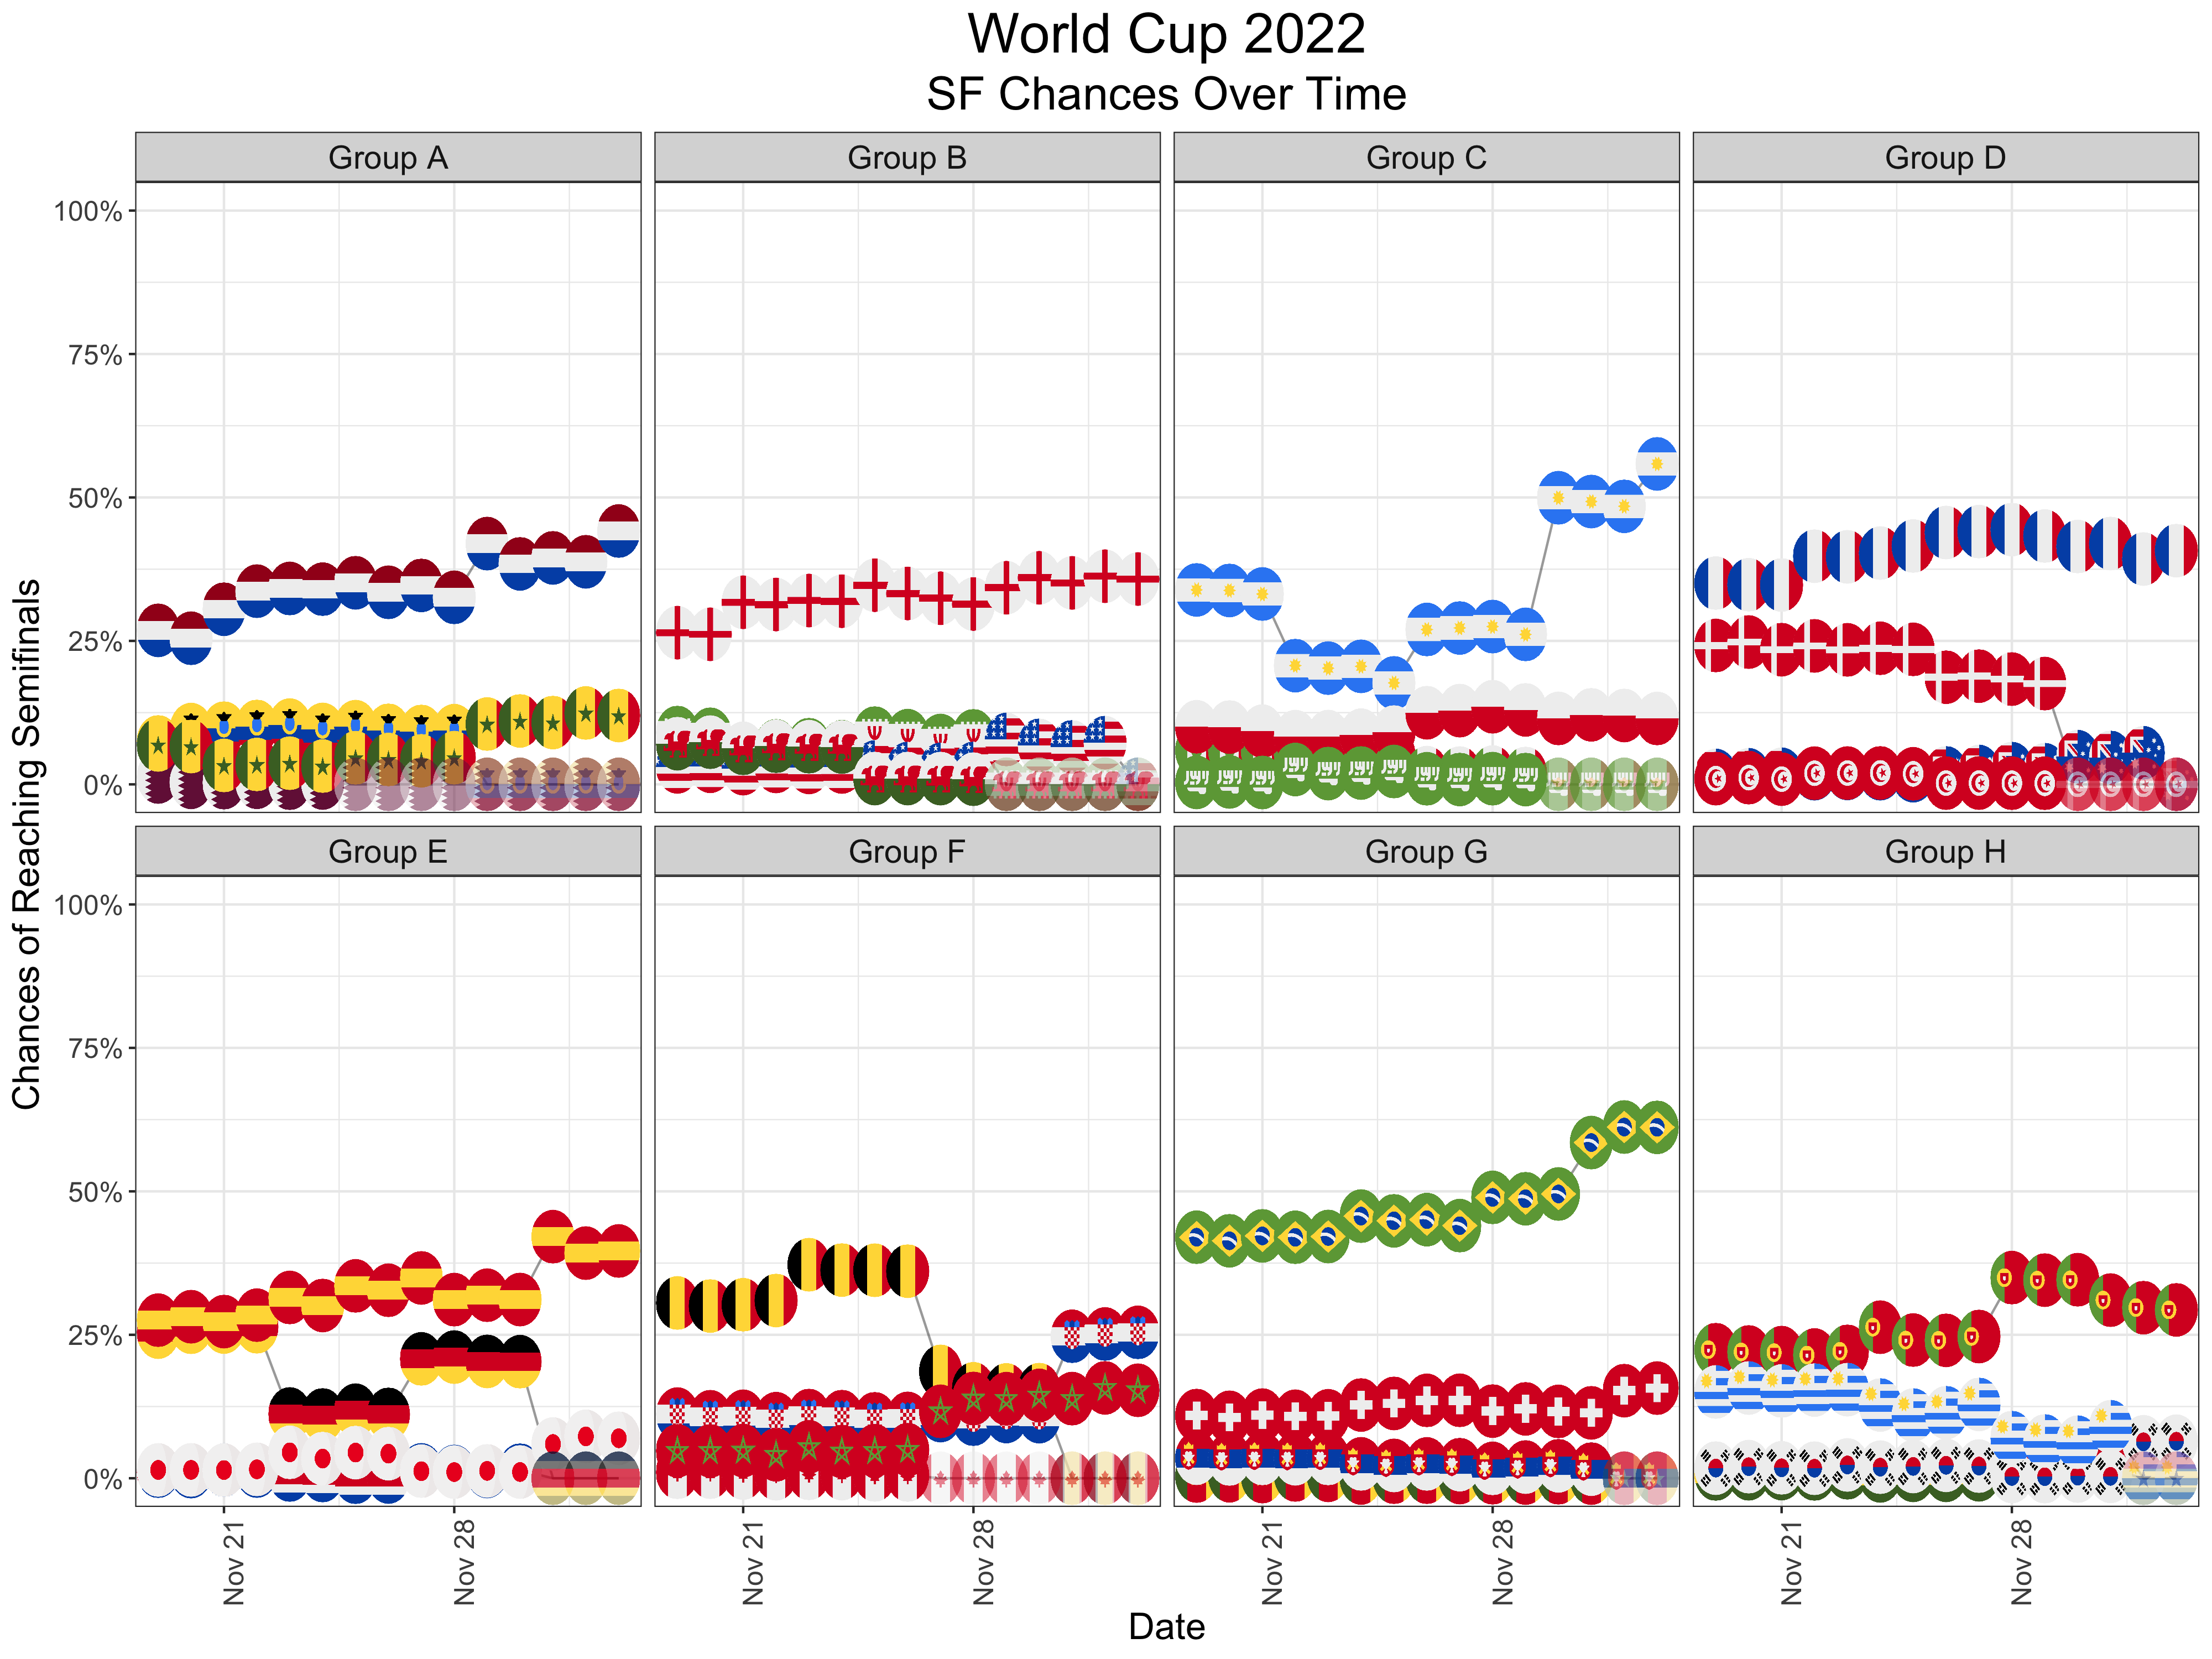 World Cup 2022
SF Chances Over Time
Group A
Group B
Group C
Group D
100%
75%
50%
25%
0%
Group E
Group F
Group G
Group H
100%
75%
50%
25%
0%
Nov 21
Nov 28
Nov 21
Nov 28
Nov 21
Nov 28
Nov 21
Nov 28
Date
Chances of Reaching Semifinals